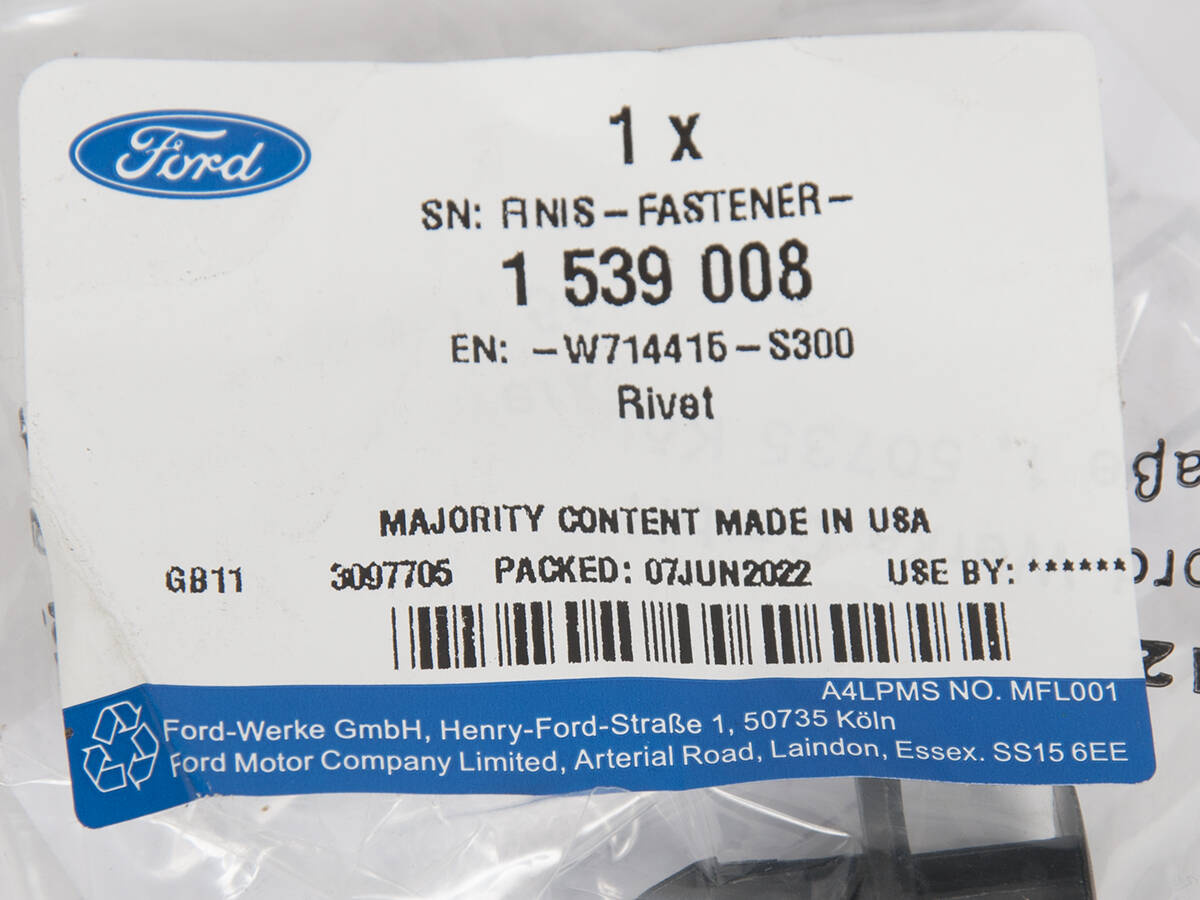 Ford
1 x
SN: FINIS-FASTENER-
1 539 008
EN: -W714415-S300
Rivet
MAJORITY CONTENT MADE IN USA
GB11 3097705 PACKED: 07JUN2022 USE BY: ******
A4LPMS NO. MFL001
Ford-Werke GmbH, Henry-Ford-Straße 1, 50735 Köln
Ford Motor Company Limited, Arterial Road, Laindon, Essex. SS15 6EE